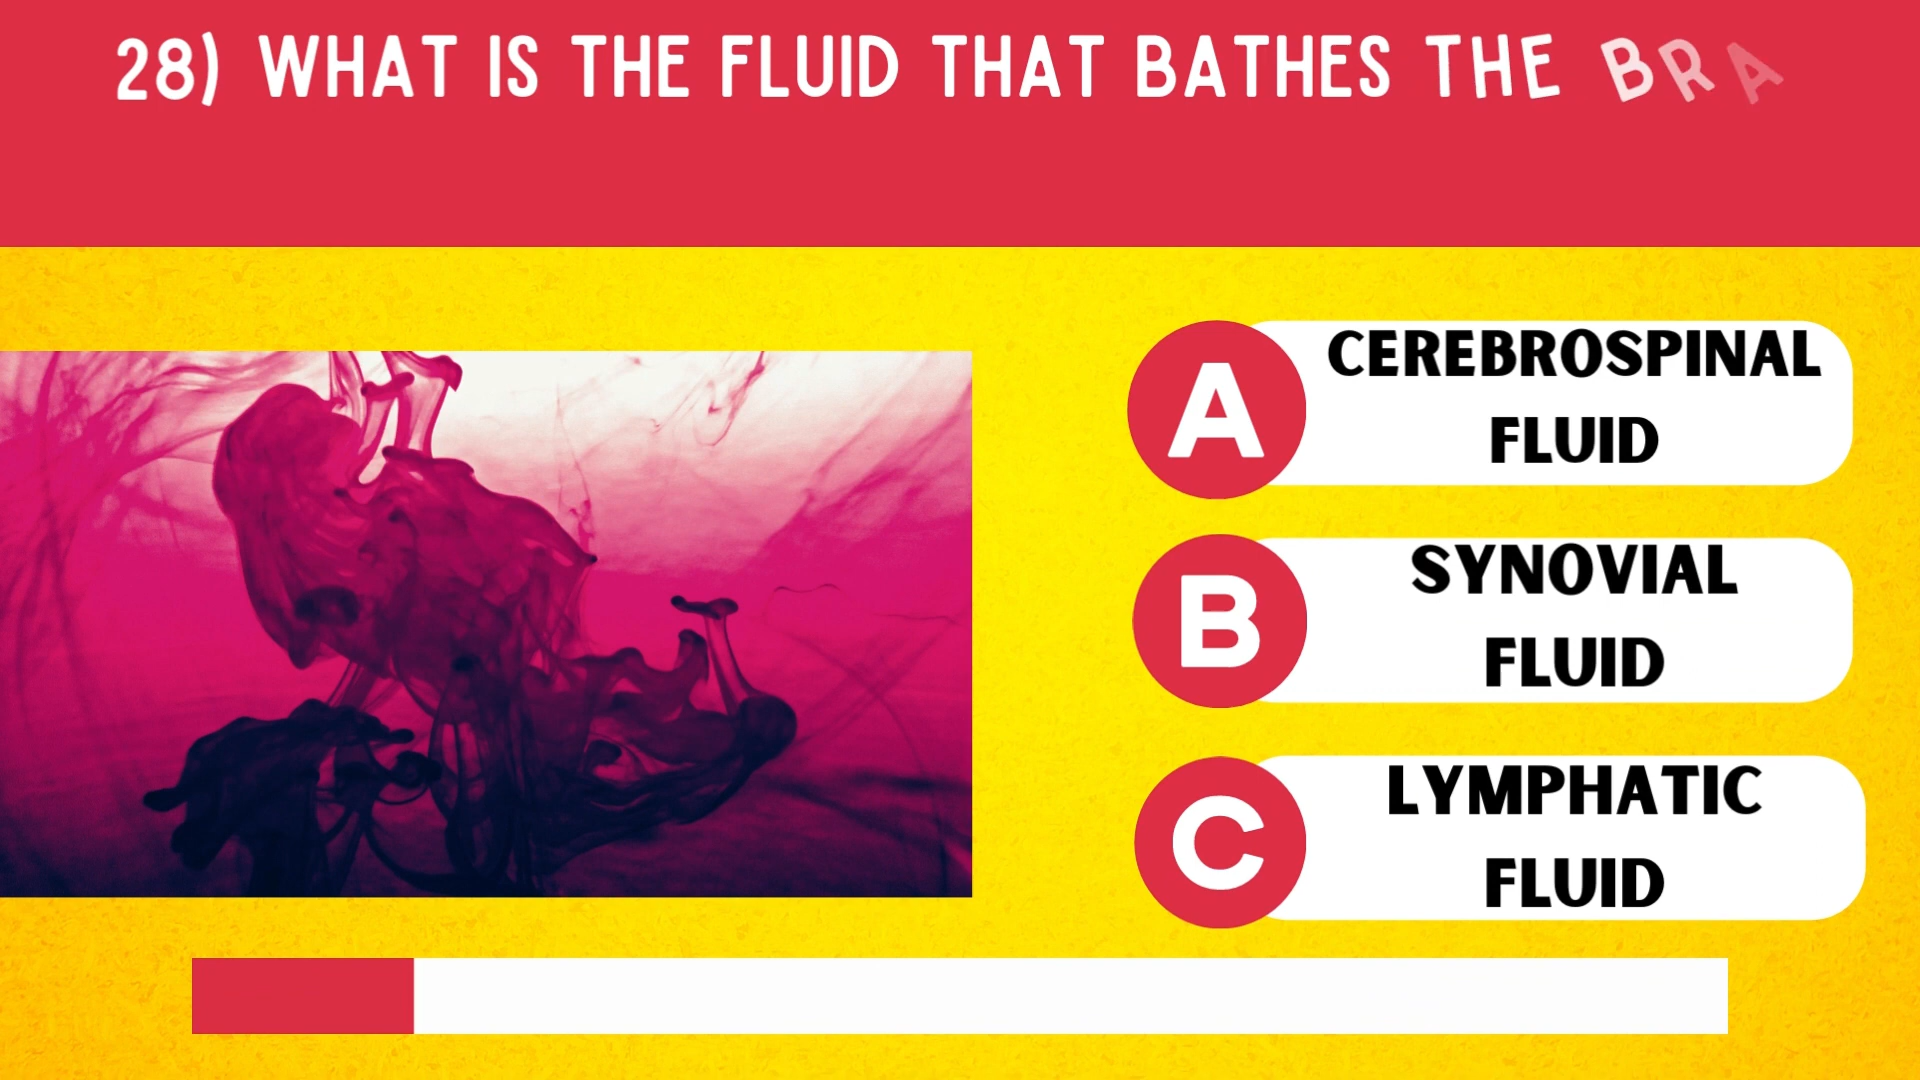 28) WHAT IS THE FLUID THAT BATHES THE BRA
A
CEREBROSPINAL
FLUID
B
SYNOVIAL
FLUID
C
LYMPHATIC
FLUID